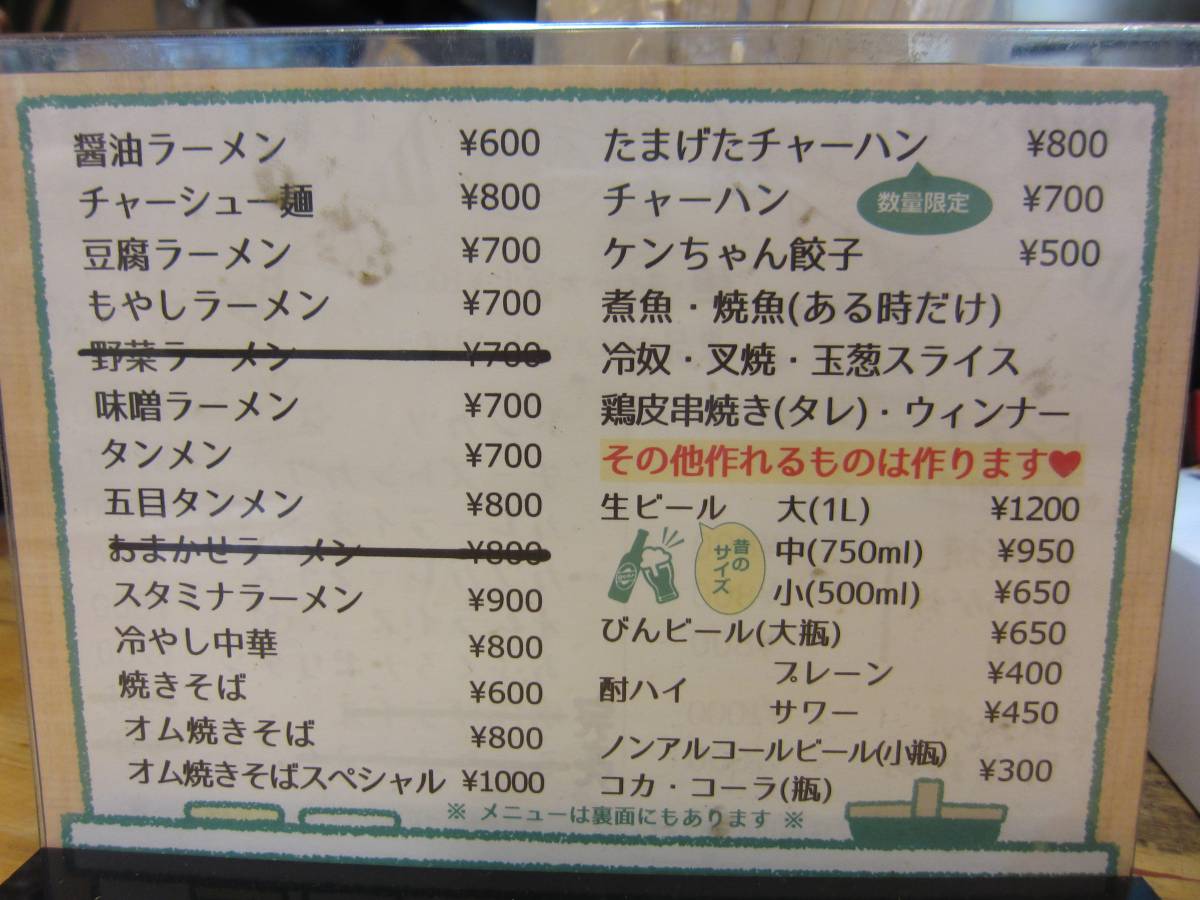 醤油ラーメン ¥600
チャーシュー麺 ¥800
豆腐ラーメン ¥700
もやしラーメン ¥700
野菜ラーメン ¥700
味噌ラーメン ¥700
タンメン ¥700
五目タンメン ¥800
おまかせラーメン ¥800
スタミナラーメン ¥900
冷やし中華 ¥800
焼きそば ¥600
オム焼きそば ¥800
オム焼きそばスペシャル ¥1000
たまげたチャーハン ¥800
数量限定
チャーハン ¥700
ケンちゃん餃子 ¥500
煮魚・焼魚(ある時だけ)
冷奴・叉焼・玉葱スライス
鶏皮串焼き(タレ)・ウィンナー
その他作れるものは作ります♥
生ビール 大(1L) ¥1200
昔の
サイズ
中(750ml) ¥950
小(500ml) ¥650
びんビール(大瓶) ¥650
酎ハイ プレーン ¥400
サワー ¥450
ノンアルコールビール(小瓶)
コカ・コーラ(瓶) ¥300
※ メニューは裏面にもあります ※